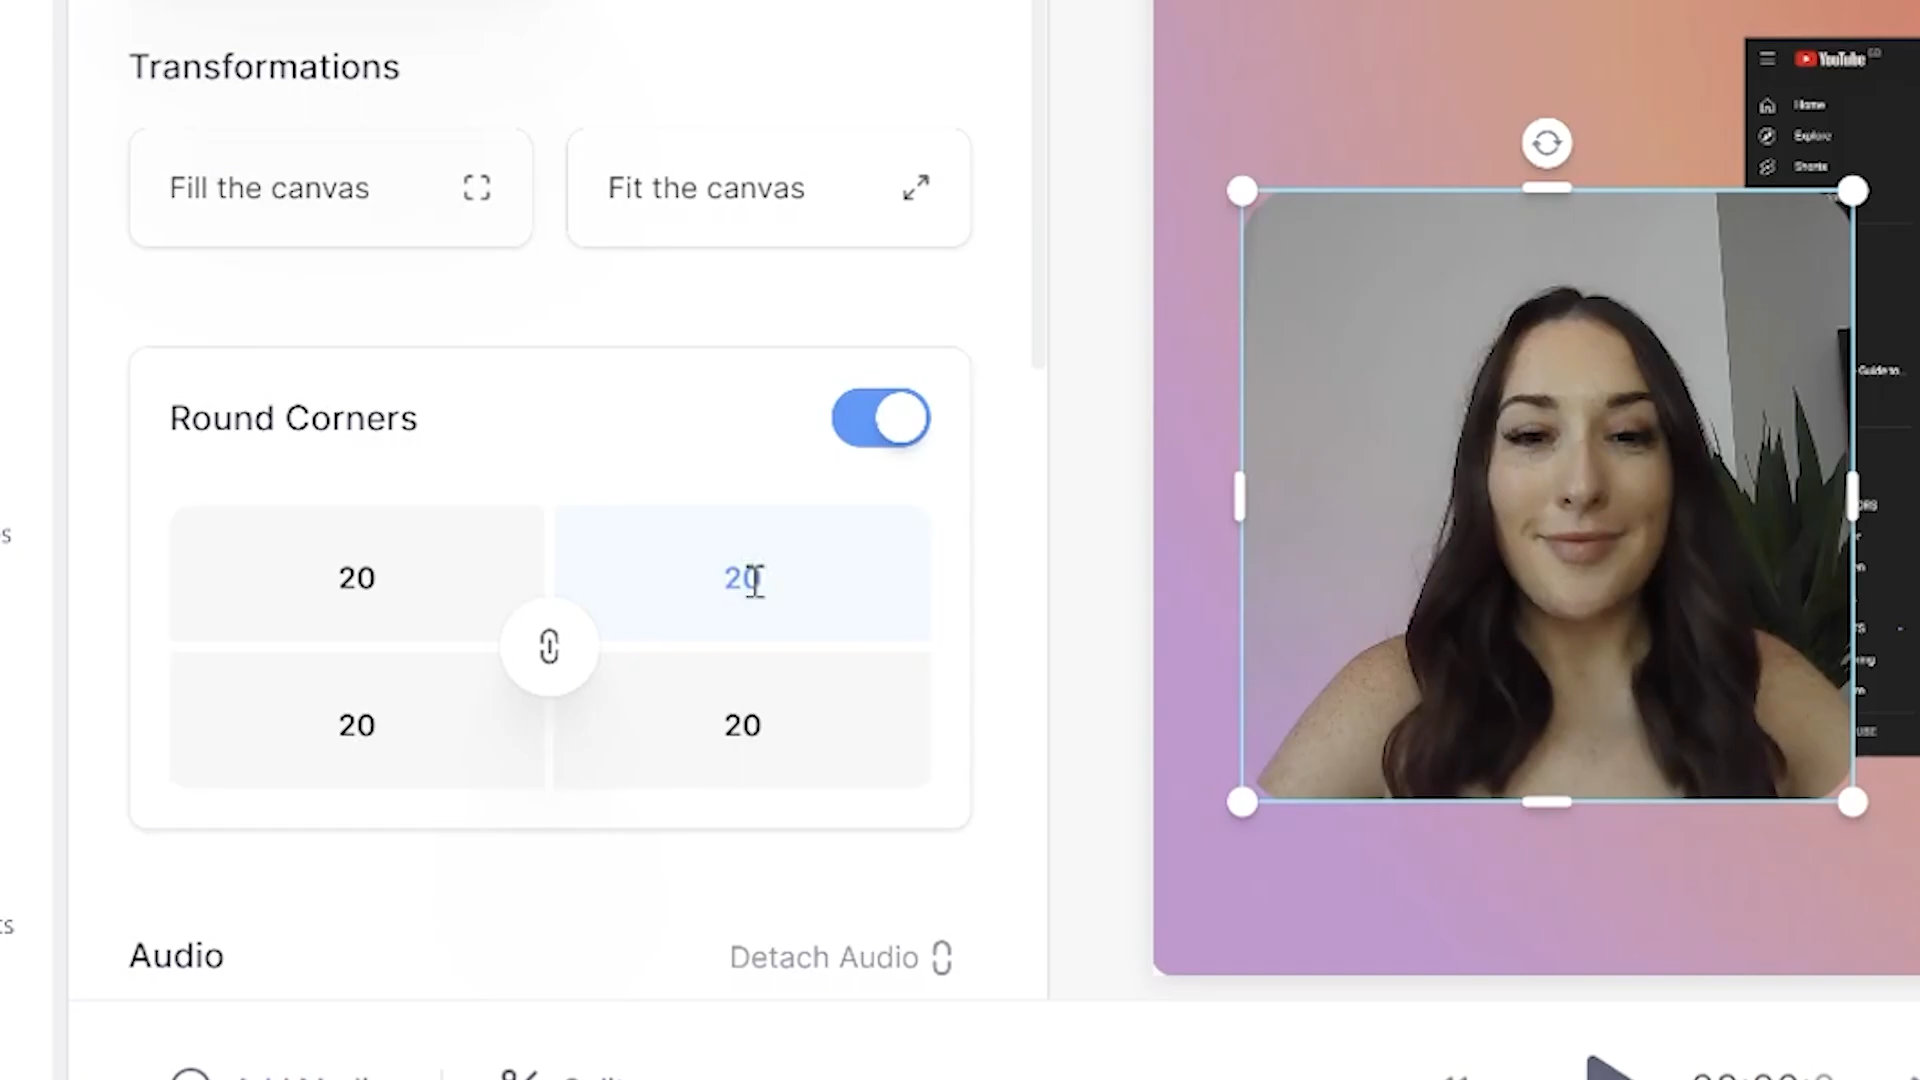 Transformations
Fill the canvas
Fit the canvas
Round Corners
20
20
20
20
Audio
Detach Audio
YouTube
GB
Home
Explore
Shorts